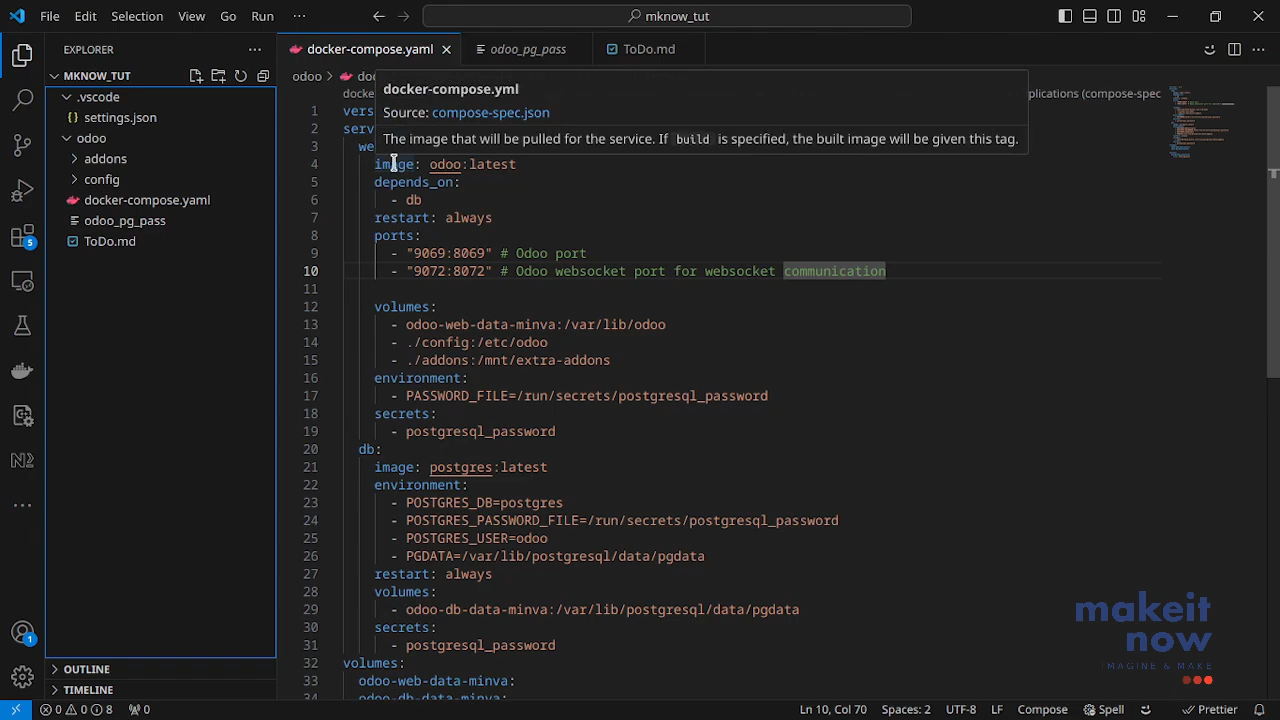 File Edit Selection View Go Run ··· mknow_tut
EXPLORER ···
docker-compose.yaml
odoo_pg_pass
ToDo.md
MKNOW_TUT
.vscode
settings.json
odoo
addons
config
docker-compose.yaml
odoo_pg_pass
ToDo.md
OUTLINE
TIMELINE
5
1
odoo >
docker-compose.yml
Source: compose-spec.json
The image that will be pulled for the service. If build is specified, the built image will be given this tag.
plications (compose-spec
1 vers
2 serv
3 we
4 image: odoo:latest
5 depends_on:
6 - db
7 restart: always
8 ports:
9 - "9069:8069" # Odoo port
10 - "9072:8072" # Odoo websocket port for websocket communication
11
12 volumes:
13 - odoo-web-data-minva:/var/lib/odoo
14 - ./config:/etc/odoo
15 - ./addons:/mnt/extra-addons
16 environment:
17 - PASSWORD_FILE=/run/secrets/postgresql_password
18 secrets:
19 - postgresql_password
20 db:
21 image: postgres:latest
22 environment:
23 - POSTGRES_DB=postgres
24 - POSTGRES_PASSWORD_FILE=/run/secrets/postgresql_password
25 - POSTGRES_USER=odoo
26 - PGDATA=/var/lib/postgresql/data/pgdata
27 restart: always
28 volumes:
29 - odoo-db-data-minva:/var/lib/postgresql/data/pgdata
30 secrets:
31 - postgresql_password
32 volumes:
33 odoo-web-data-minva:
34 odoo-db-data-minva:
makeit
now
IMAGINE & MAKE
0 0 8 0
Ln 10, Col 70 Spaces: 2 UTF-8 LF Compose Spell Prettier